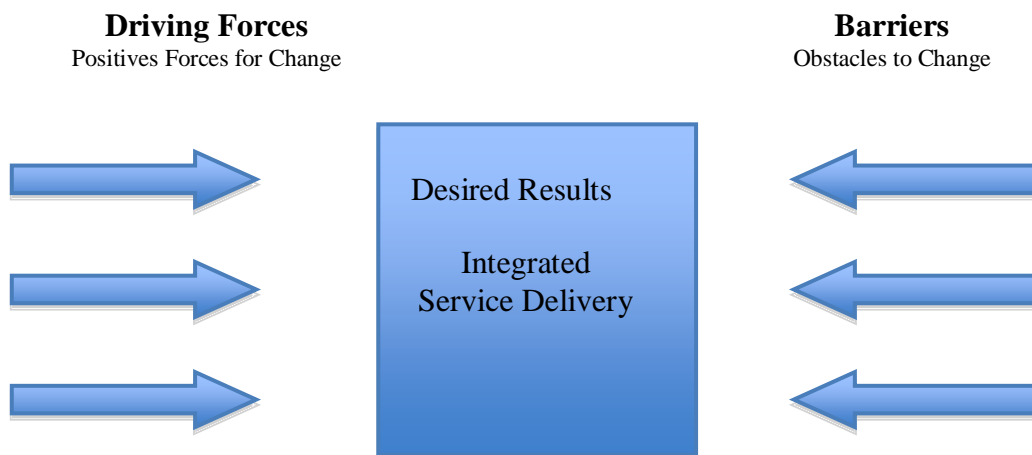 Driving Forces
Positives Forces for Change
Barriers
Obstacles to Change
Desired Results
Integrated
Service Delivery